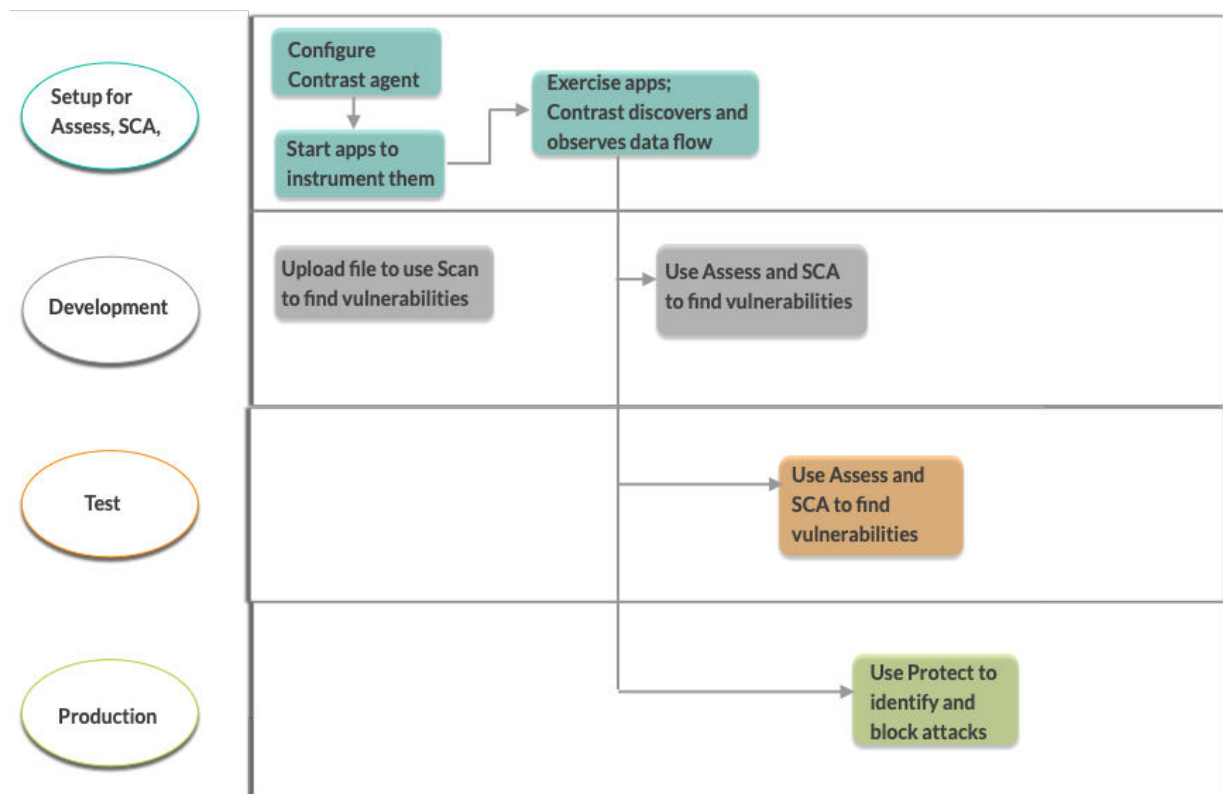 Setup for
Assess, SCA,
Configure
Contrast agent
Start apps to
instrument them
Exercise apps;
Contrast discovers and
observes data flow
Development
Upload file to use Scan
to find vulnerabilities
Use Assess and SCA
to find vulnerabilities
Test
Use Assess and
SCA to find
vulnerabilities
Production
Use Protect to
identify and
block attacks